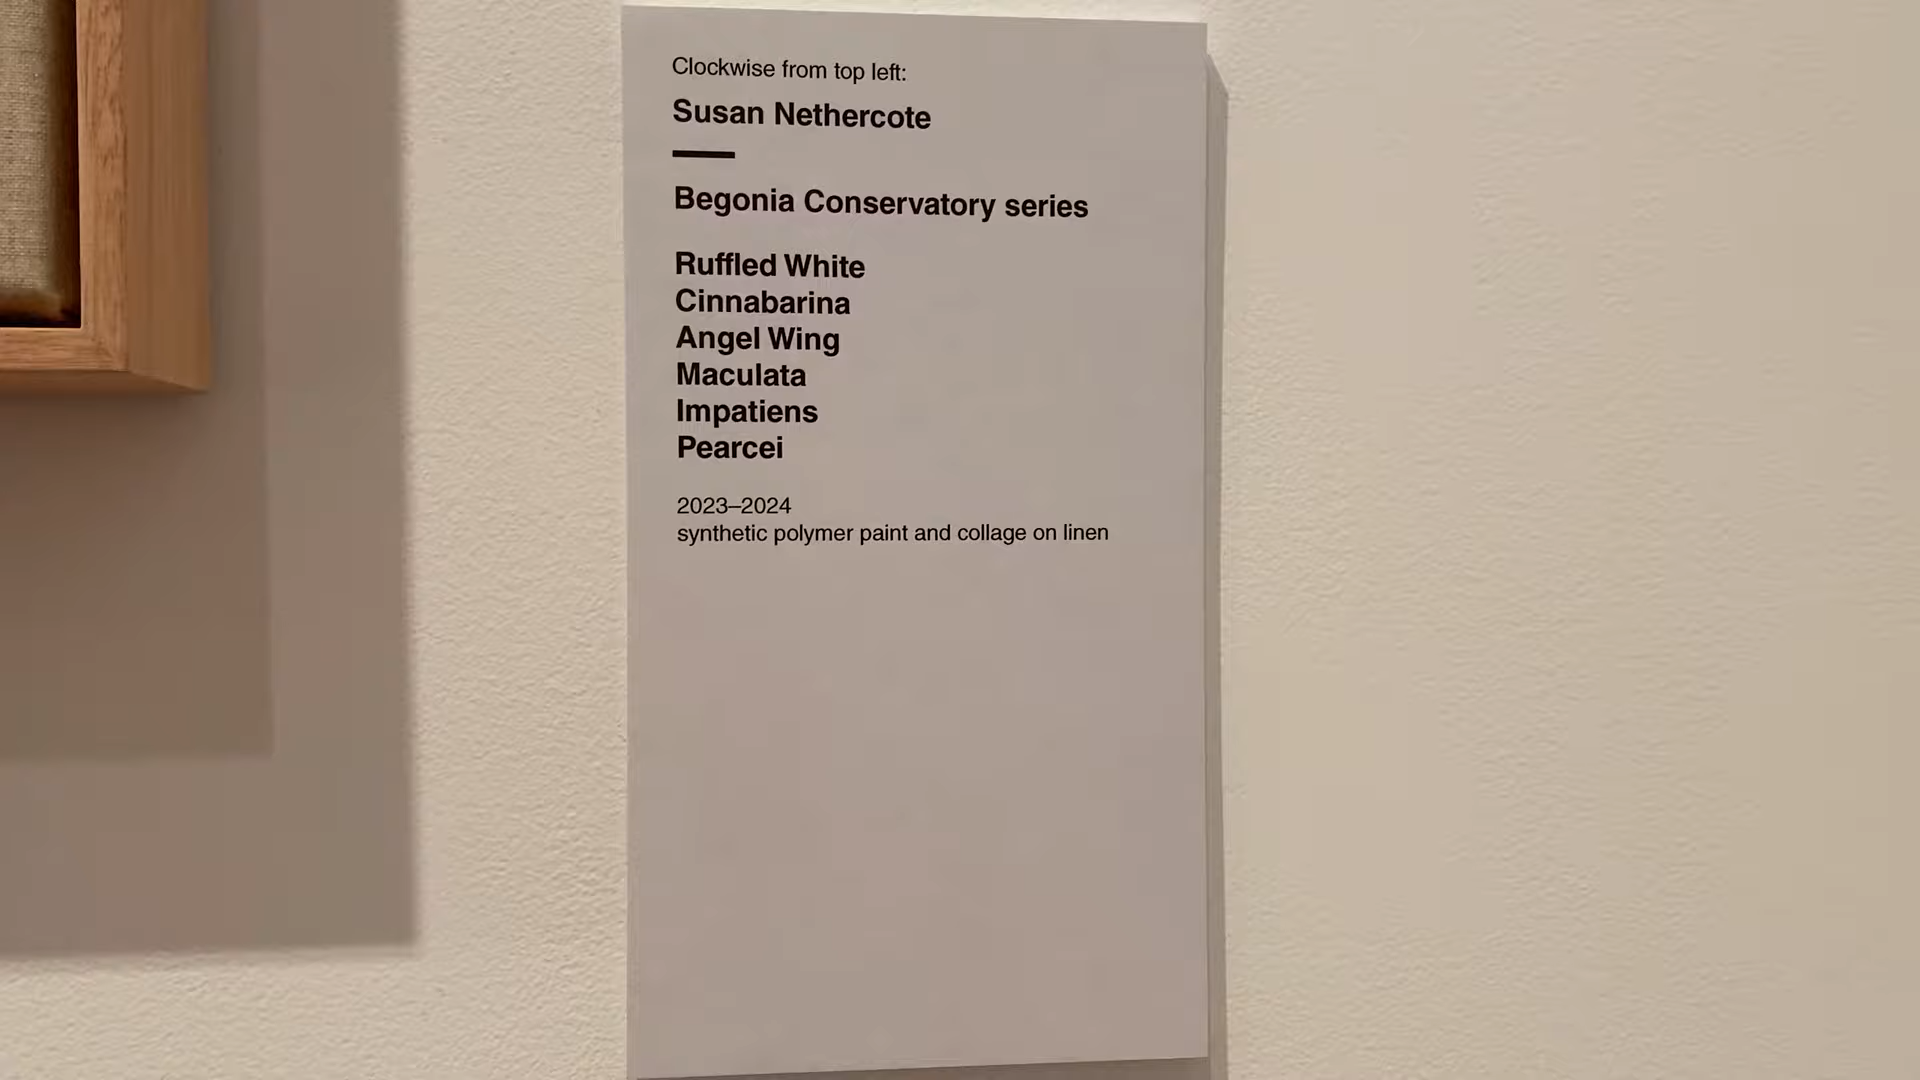 Clockwise from top left:
Susan Nethercote
Begonia Conservatory series
Ruffled White
Cinnabarina
Angel Wing
Maculata
Impatiens
Pearcei
2023–2024
synthetic polymer paint and collage on linen